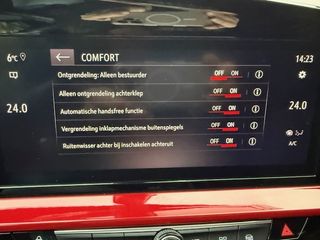 6°C
COMFORT
14:23
Ontgrendeling: Alleen bestuurder OFF ON
Alleen ontgrendeling achterklep OFF ON
24.0
24.0
Automatische handsfree functie OFF ON
Vergrendeling inklapmechanisme buitenspiegels OFF ON
Ruitenwisser achter bij inschakelen achteruit OFF ON
A/C